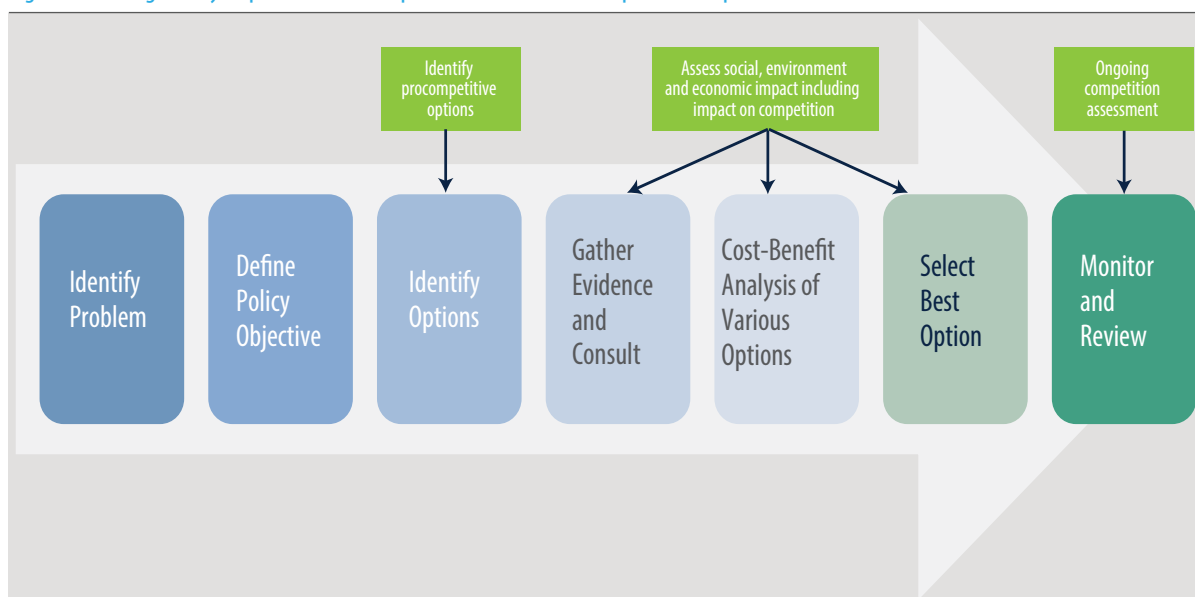 Identify
procompetitive
options
Assess social, environment
and economic impact including
impact on competition
Ongoing
competition
assessment
Identify
Problem
Define
Policy
Objective
Identify
Options
Gather
Evidence
and
Consult
Cost-Benefit
Analysis of
Various
Options
Select
Best
Option
Monitor
and
Review